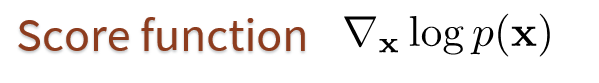 Score function ∇ₓ log p(x)